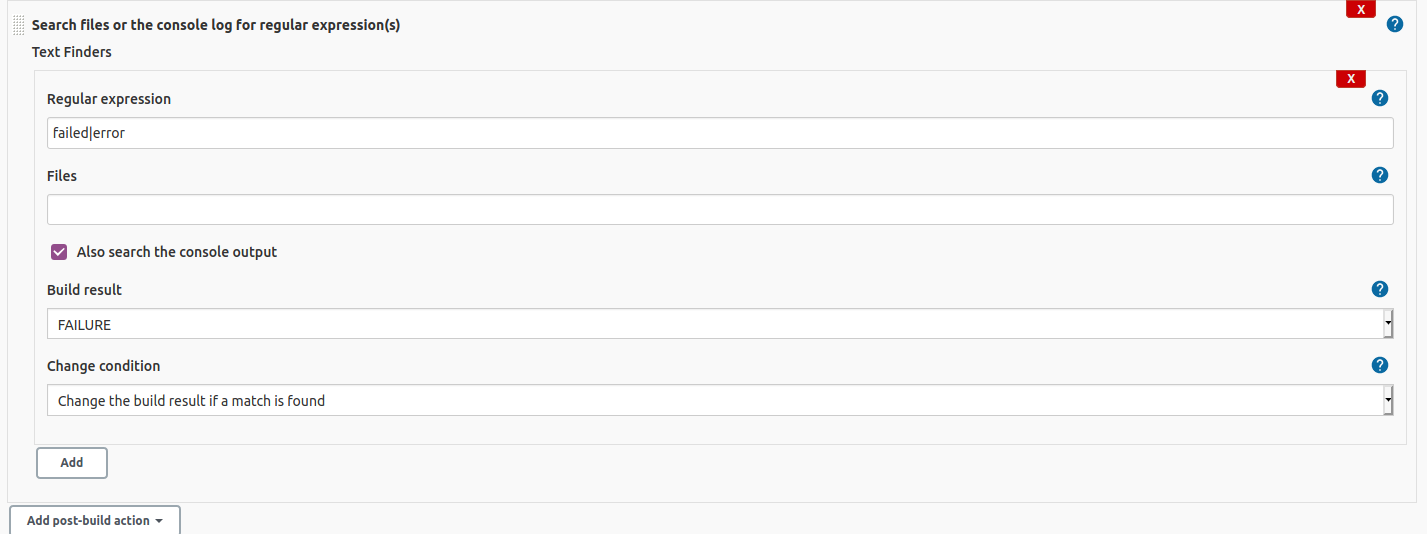 X
Search files or the console log for regular expression(s)
?
Text Finders
X
Regular expression
?
failed|error
Files
?
Also search the console output
Build result
?
FAILURE
Change condition
?
Change the build result if a match is found
Add
Add post-build action